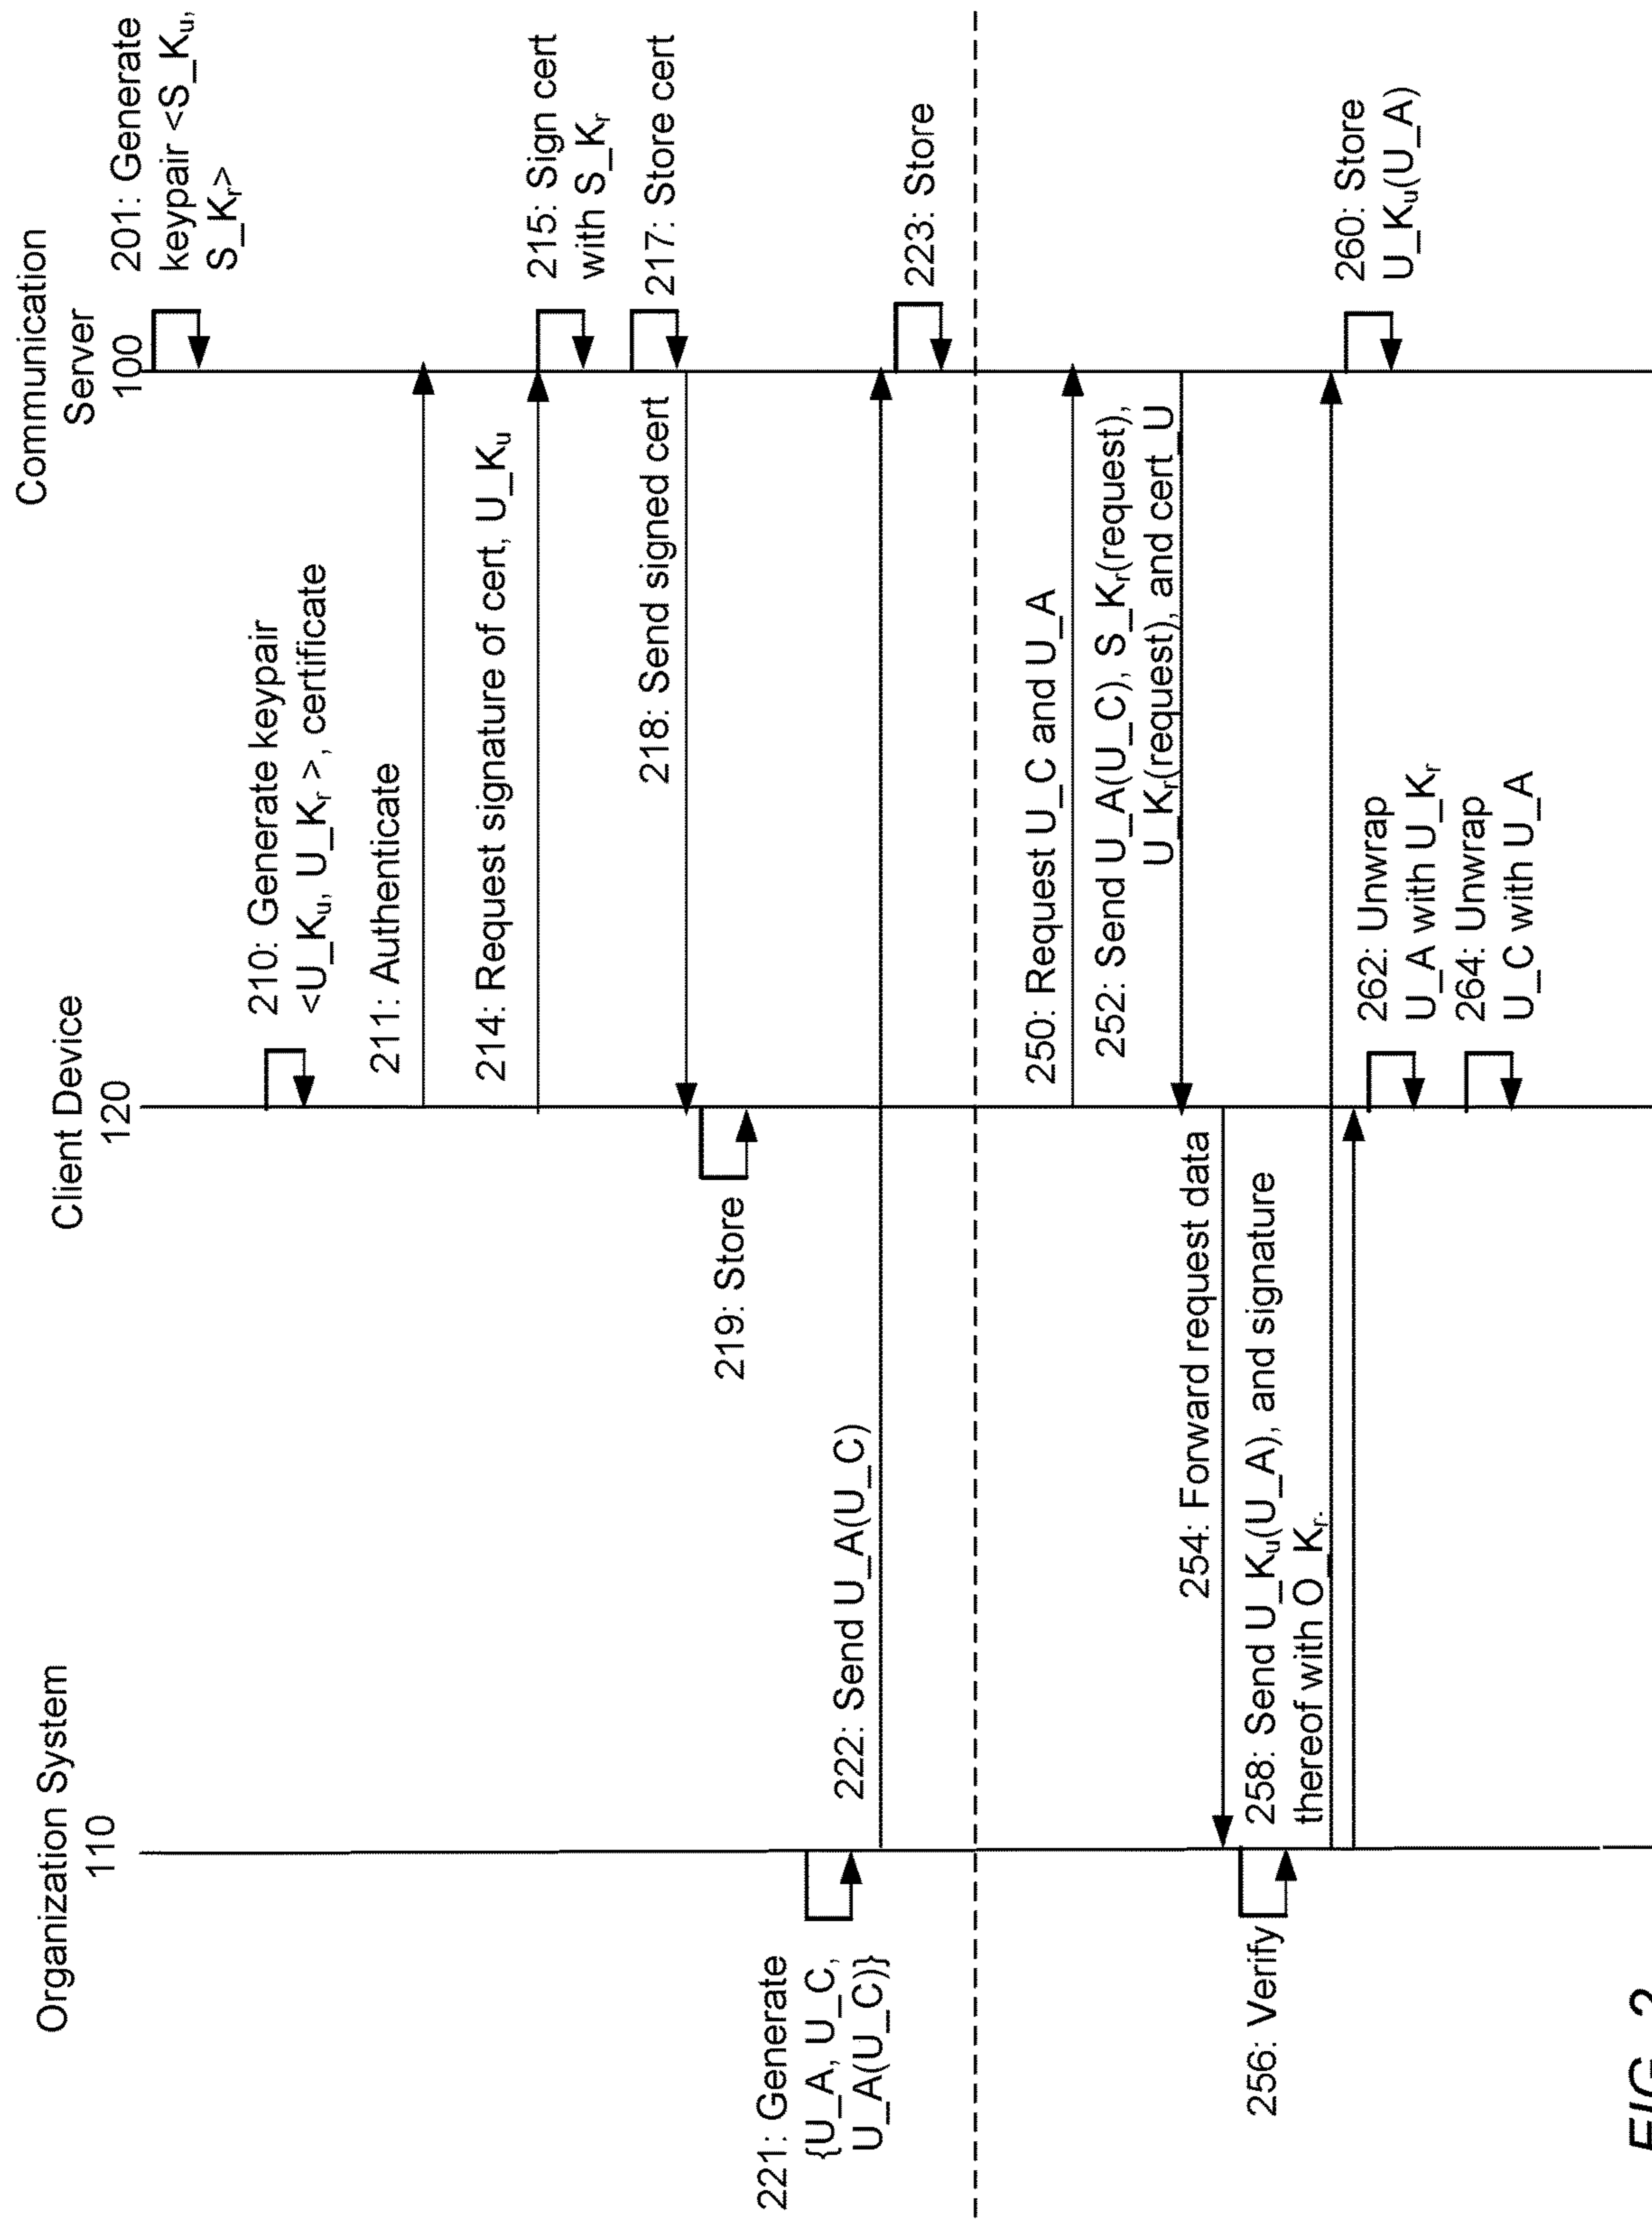 Organization System
110
Client Device
120
Communication
Server
100
201: Generate
keypair <S_Ku,
S_Kr>
210: Generate keypair
<U_Ku, U_Kr >, certificate
211: Authenticate
214: Request signature of cert, U_Ku
215: Sign cert
with S_Kr
217: Store cert
218: Send signed cert
219: Store
221: Generate
{U_A, U_C,
U_A(U_C)}
222: Send U_A(U_C)
223: Store
250: Request U_C and U_A
252: Send U_A(U_C), S_Kr(request),
U_Kr(request), and cert_U
254: Forward request data
256: Verify
258: Send U_Ku(U_A), and signature
thereof with O_Kr.
260: Store
U_Ku(U_A)
262: Unwrap
U_A with U_Kr
264: Unwrap
U_C with U_A
FIG. 2